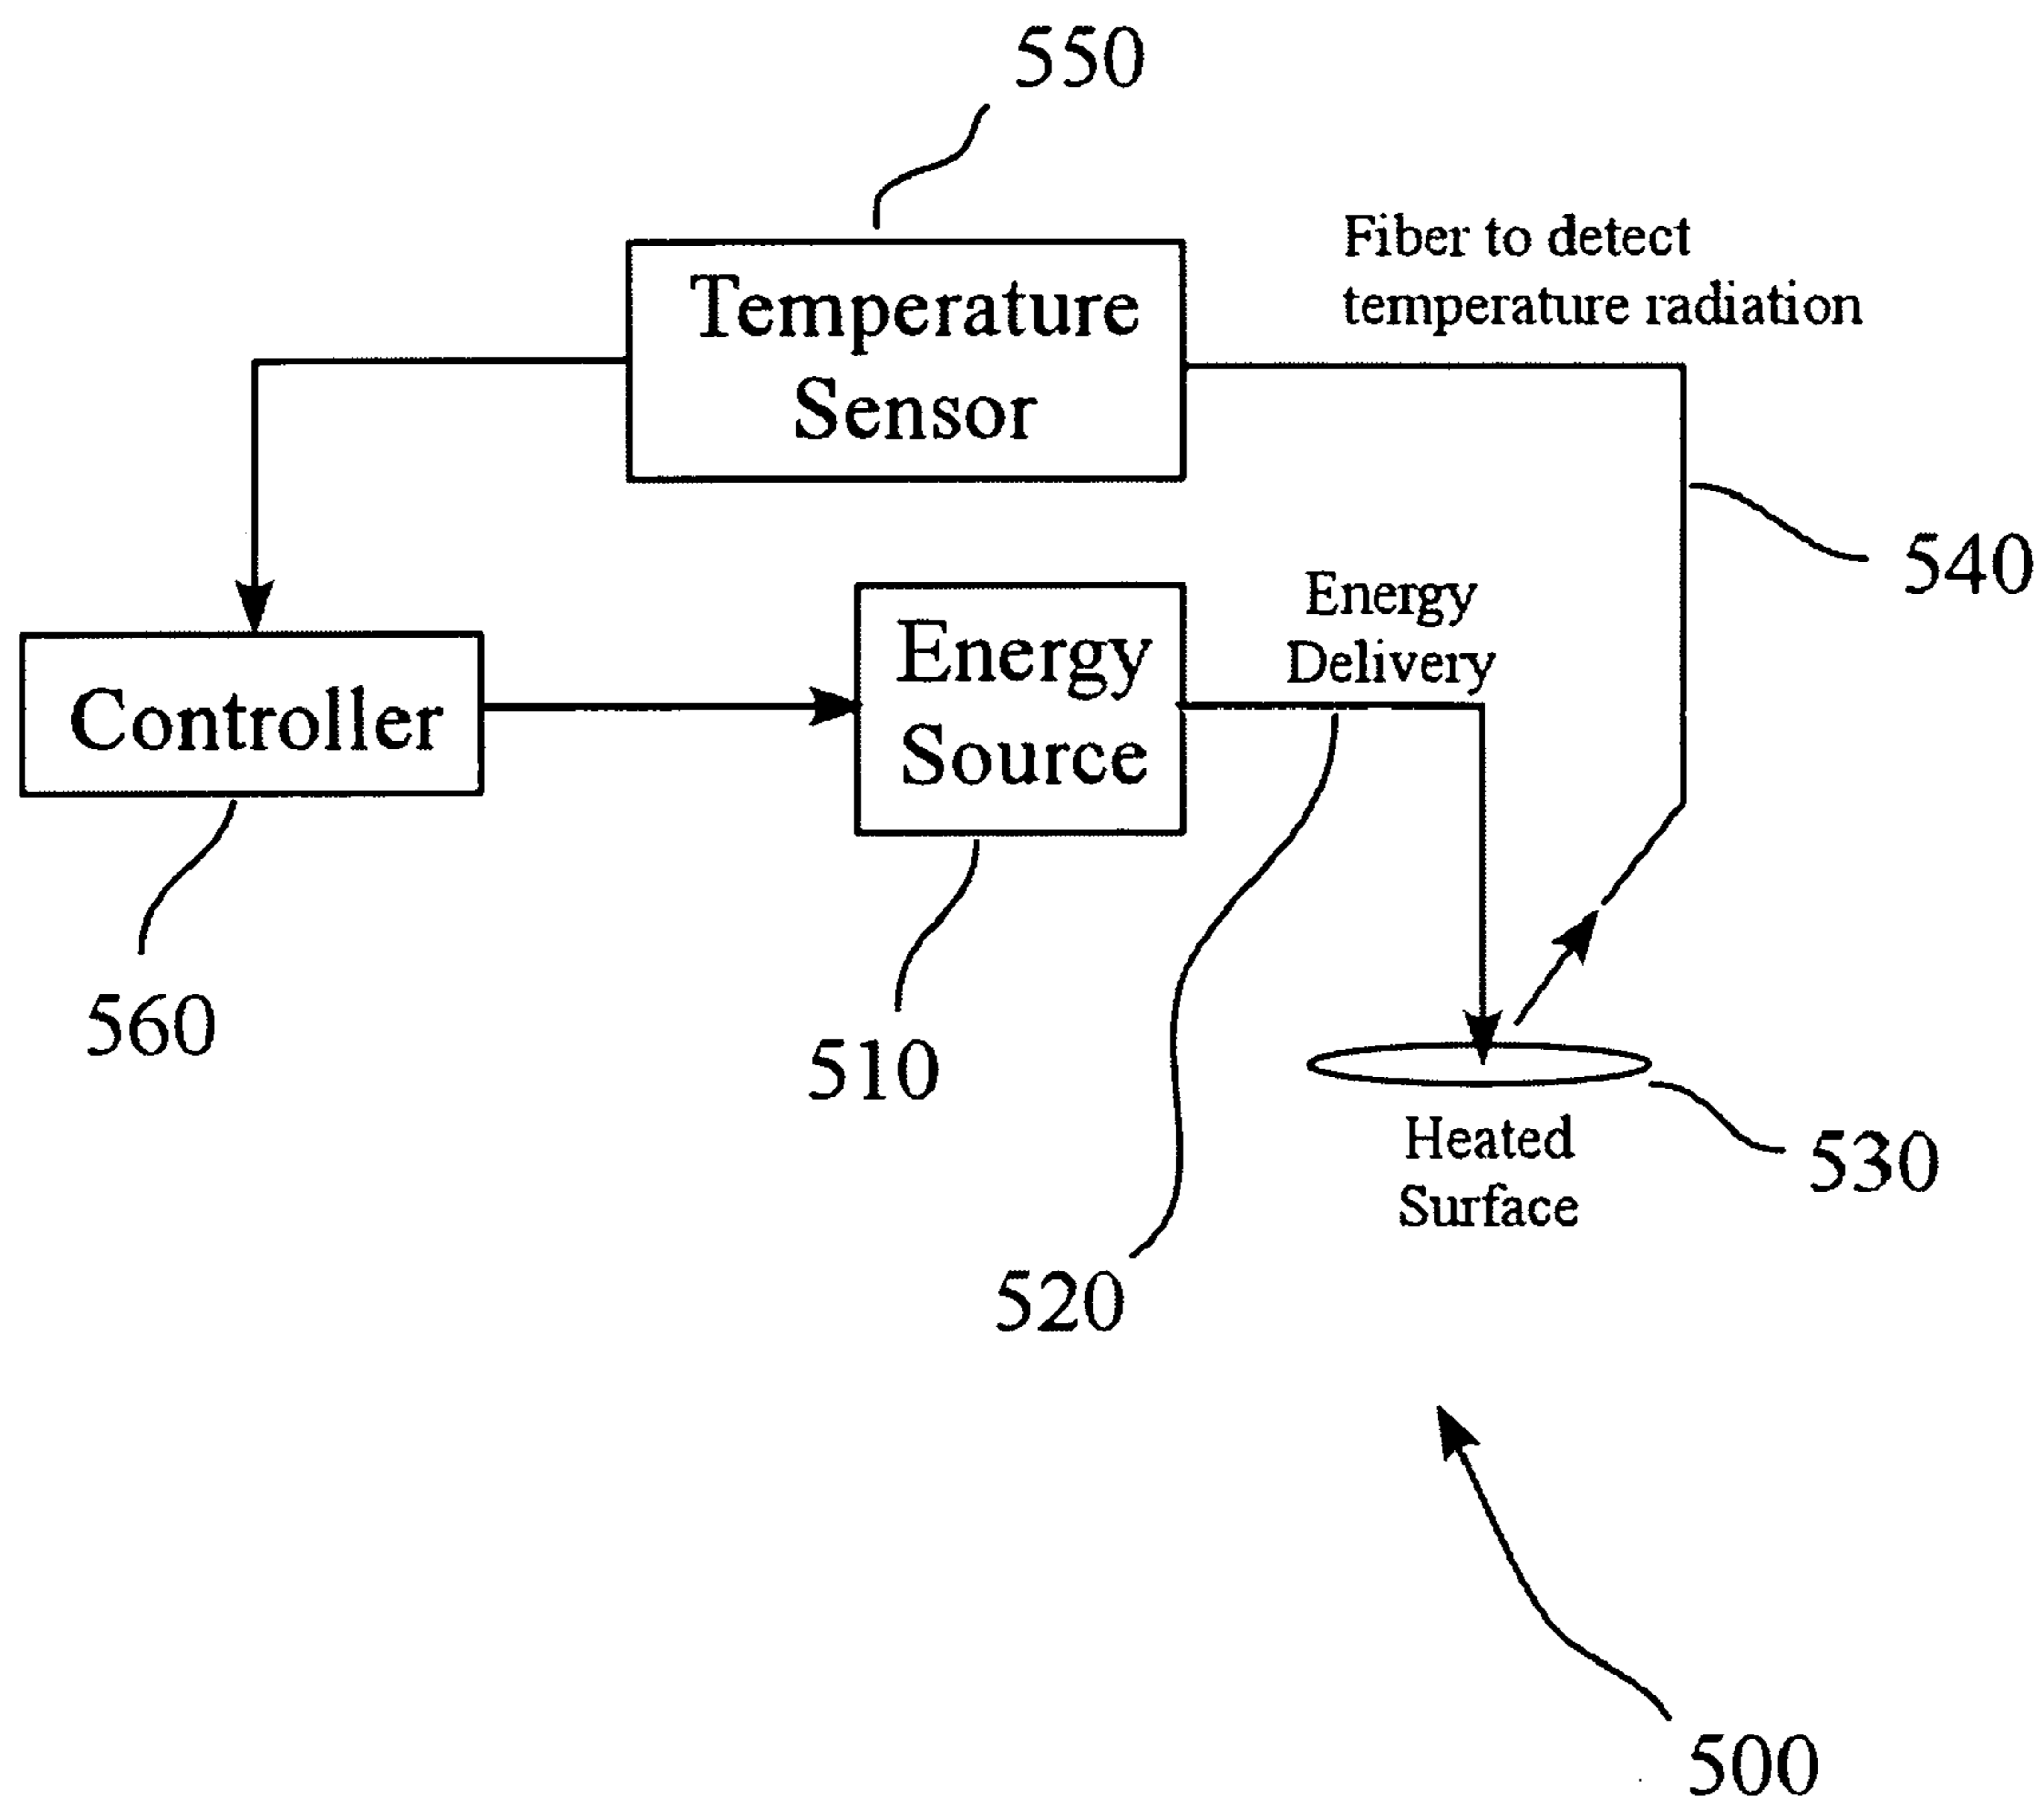 550
Fiber to detect
temperature radiation
Temperature
Sensor
540
Energy
Delivery
Energy
Source
Controller
560
510
530
Heated
Surface
520
500